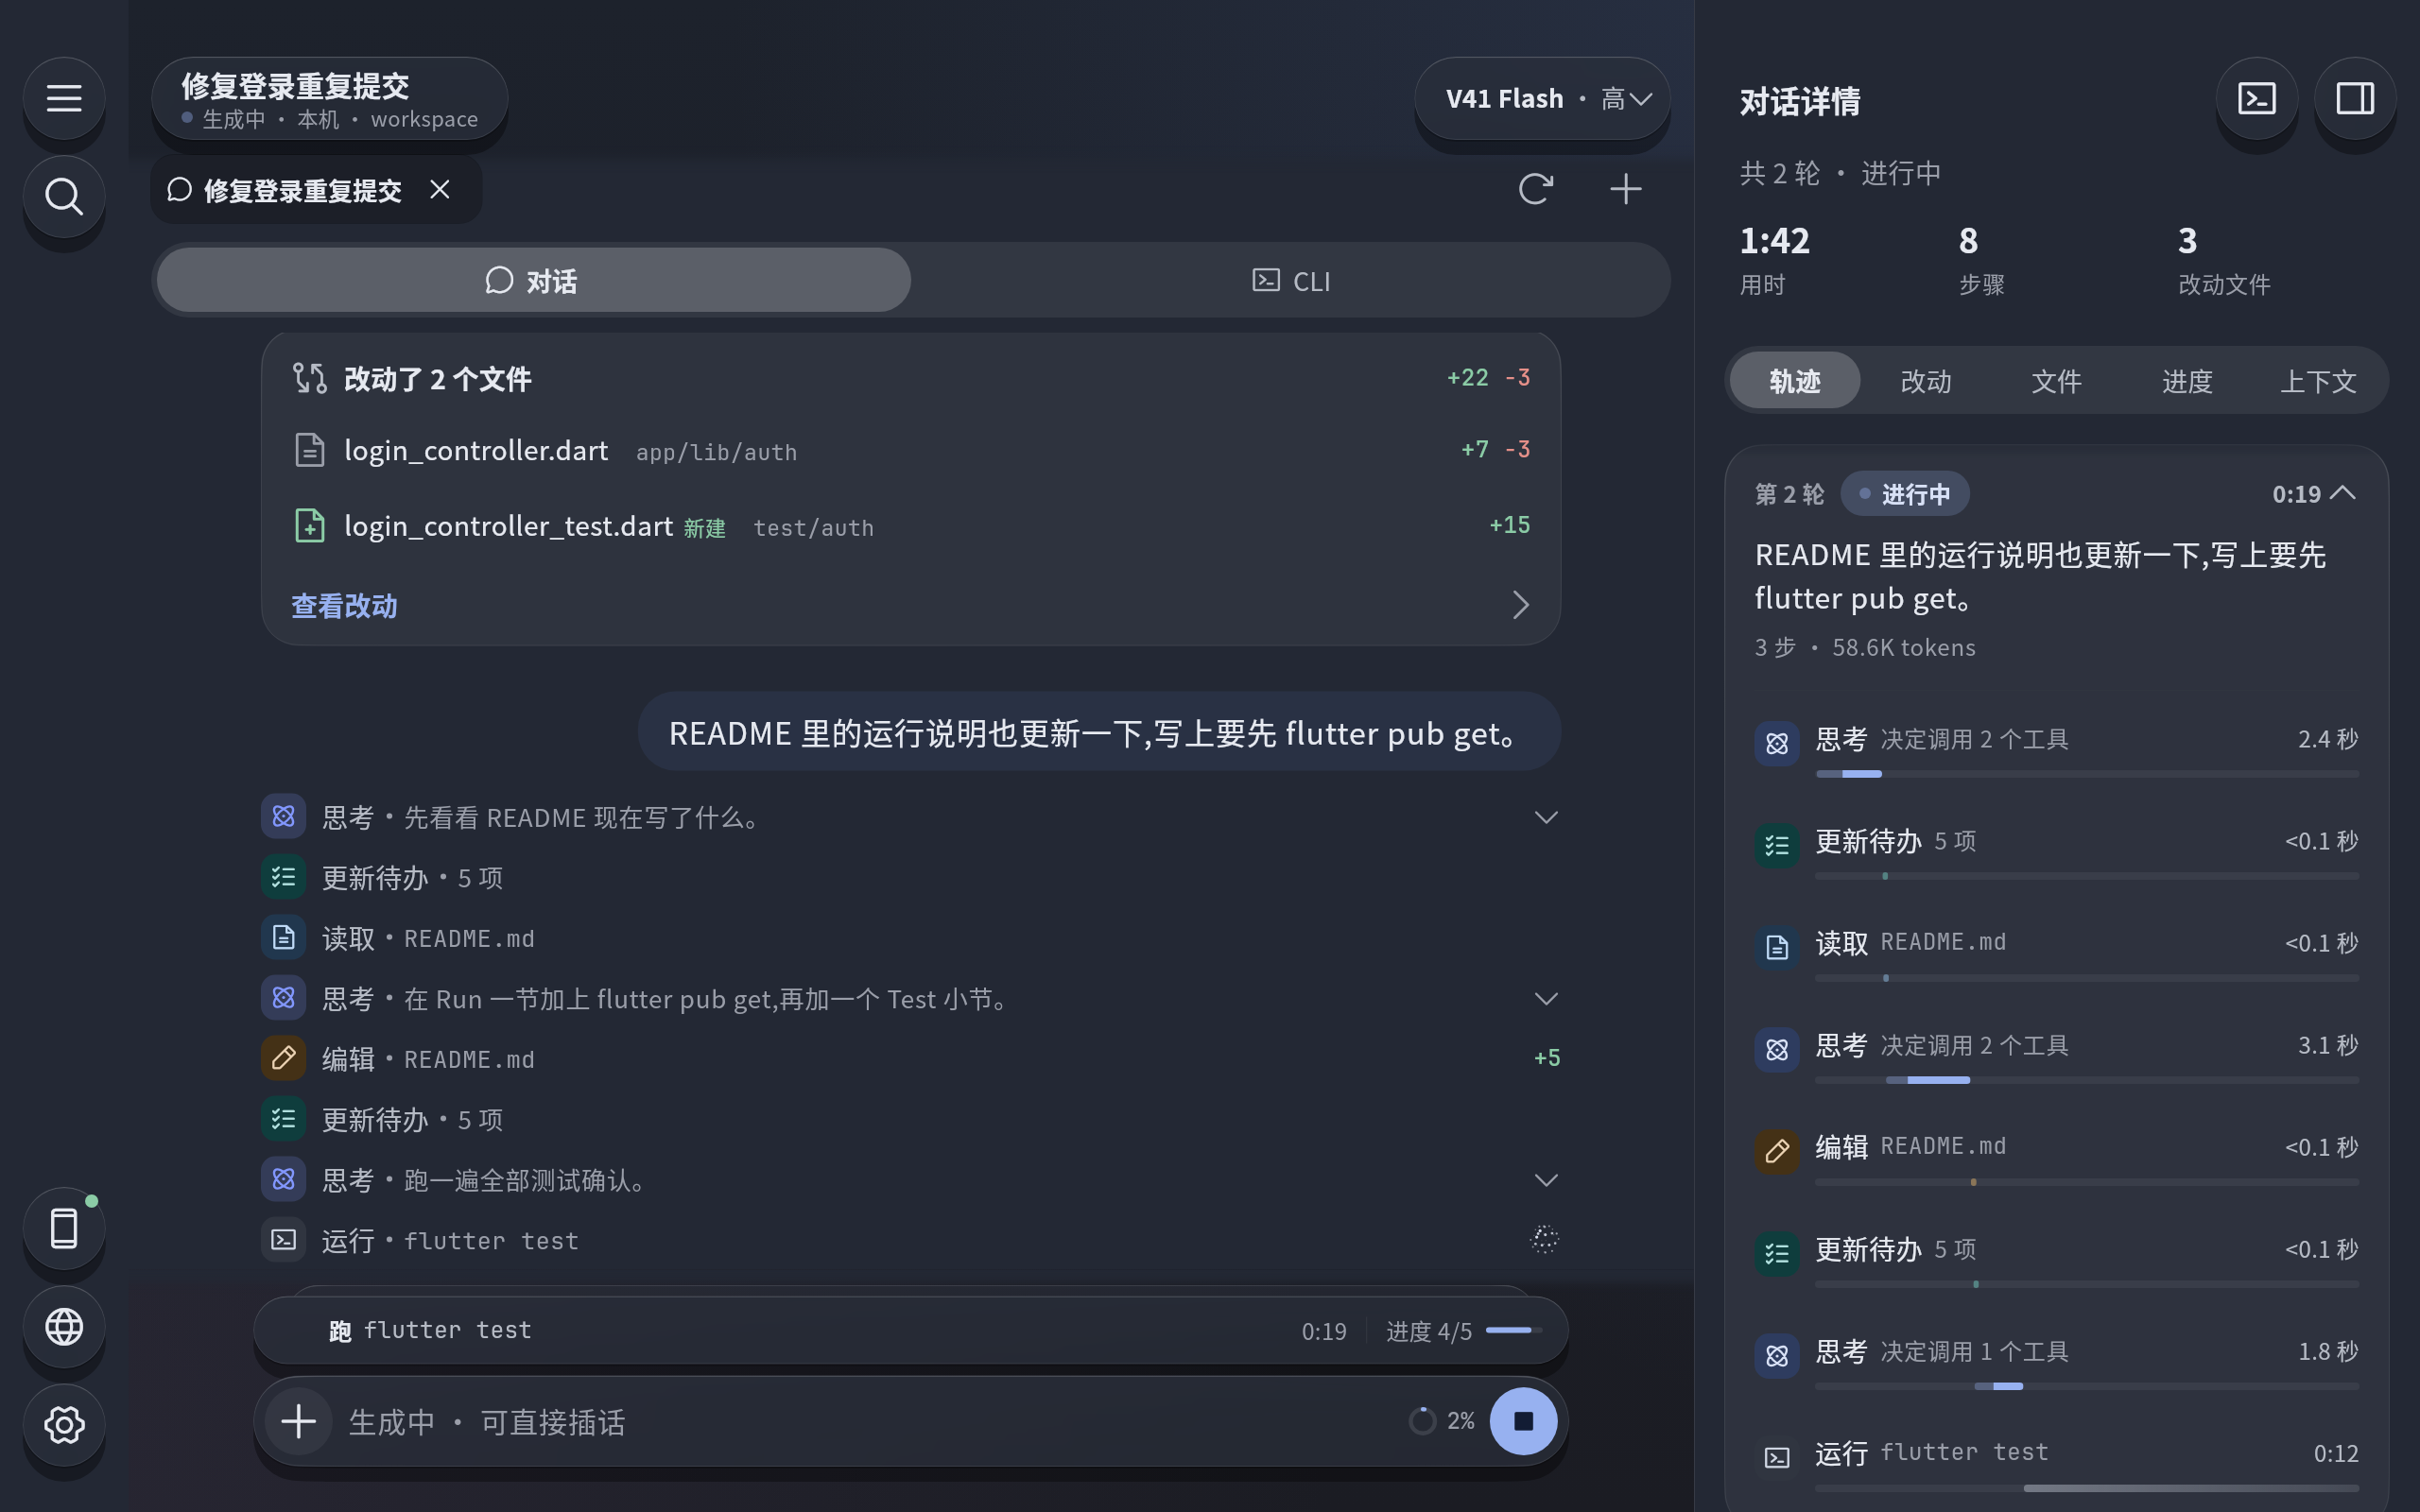 修复登录重复提交
生成中 · 本机 · workspace
V41 Flash · 高
修复登录重复提交
对话
CLI
改动了 2 个文件 +22 -3
login_controller.dart app/lib/auth +7 -3
login_controller_test.dart 新建 test/auth +15
查看改动
README 里的运行说明也更新一下,写上要先 flutter pub get。
思考 · 先看看 README 现在写了什么。
更新待办 · 5 项
读取 · README.md
思考 · 在 Run 一节加上 flutter pub get,再加一个 Test 小节。
编辑 · README.md +5
更新待办 · 5 项
思考 · 跑一遍全部测试确认。
运行 · flutter test
跑 flutter test 0:19 进度 4/5
生成中 · 可直接插话 2%
对话详情
共 2 轮 · 进行中
1:42 8 3
用时 步骤 改动文件
轨迹 改动 文件 进度 上下文
第 2 轮 进行中 0:19
README 里的运行说明也更新一下,写上要先
flutter pub get。
3 步 · 58.6K tokens
思考 决定调用 2 个工具 2.4 秒
更新待办 5 项 <0.1 秒
读取 README.md <0.1 秒
思考 决定调用 2 个工具 3.1 秒
编辑 README.md <0.1 秒
更新待办 5 项 <0.1 秒
思考 决定调用 1 个工具 1.8 秒
运行 flutter test 0:12